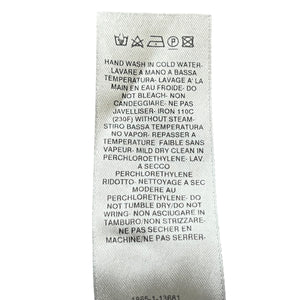 HAND WASH IN COLD WATER-
LAVARE A MANO A BASSA
TEMPERATURA- LAVAGE A' LA
MAIN EN EAU FROIDE- DO
NOT BLEACH- NON
CANDEGGIARE- NE PAS
JAVELLISER- IRON 110C
(230F) WITHOUT STEAM-
STIRO BASSA TEMPERATURA
NO VAPOR- REPASSER A
TEMPERATURE FAIBLE SANS
VAPEUR- MILD DRY CLEAN IN
PERCHLOROETHYLENE- LAV.
A SECCO
PERCHLORETHYLENE
RIDOTTO- NETTOYAGE A SEC
MODERE AU
PERCHLORETHYLENE- DO
NOT TUMBLE DRY/DO NOT
WRING- NON ASCIUGARE IN
TAMBURO/NON STRIZZARE-
NE PAS SECHER EN
MACHINE/NE PAS SERRER-